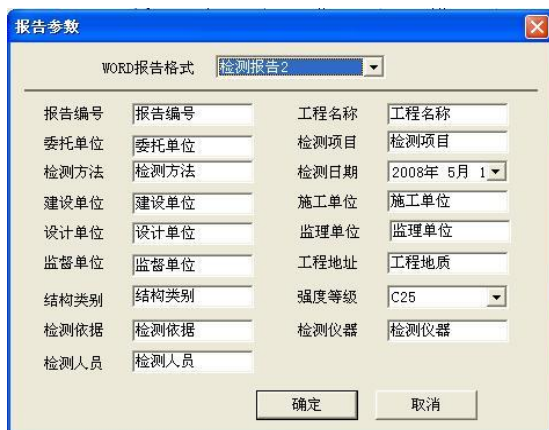 报告参数
WORD报告格式 检测报告2
报告编号 报告编号 工程名称 工程名称
委托单位 委托单位 检测项目 检测项目
检测方法 检测方法 检测日期 2008年 5月 1
建设单位 建设单位 施工单位 施工单位
设计单位 设计单位 监理单位 监理单位
监督单位 监督单位 工程地址 工程地质
结构类别 结构类别 强度等级 C25
检测依据 检测依据 检测仪器 检测仪器
检测人员 检测人员
确定 取消